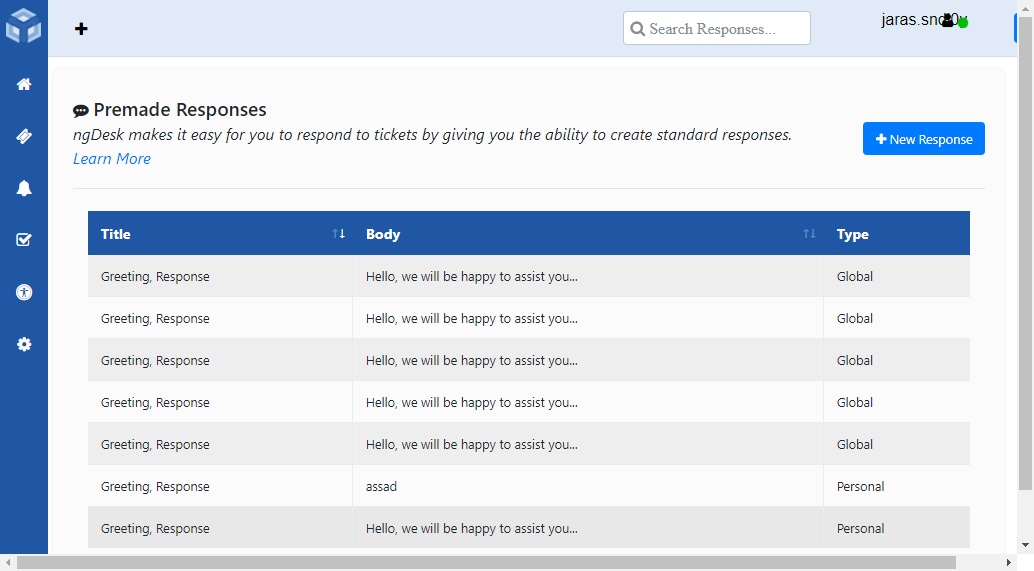 Search Responses...
Premade Responses
ngDesk makes it easy for you to respond to tickets by giving you the ability to create standard responses.
Learn More
New Response
Title Body Type
Greeting, Response Hello, we will be happy to assist you... Global
Greeting, Response Hello, we will be happy to assist you... Global
Greeting, Response Hello, we will be happy to assist you... Global
Greeting, Response Hello, we will be happy to assist you... Global
Greeting, Response Hello, we will be happy to assist you... Global
Greeting, Response assad Personal
Greeting, Response Hello, we will be happy to assist you... Personal